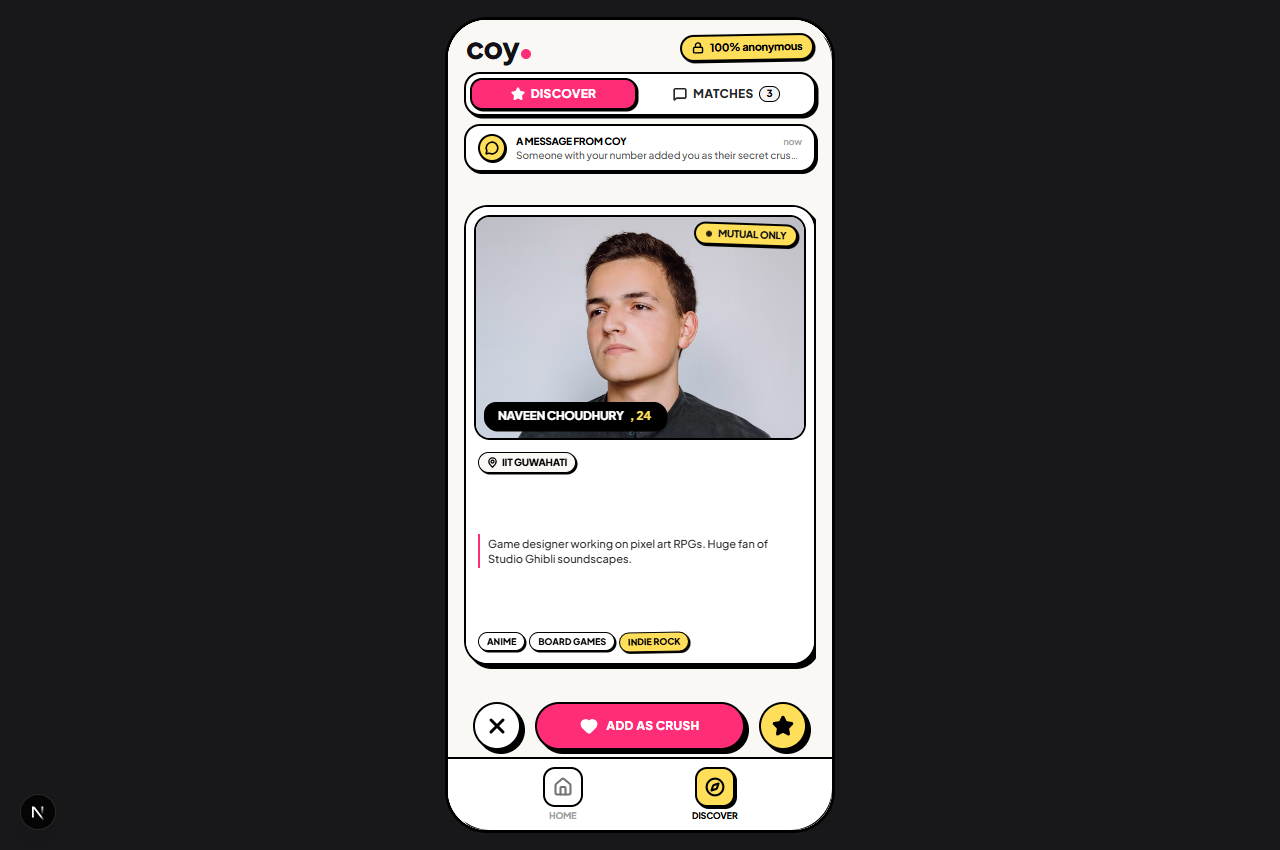 coy.
100% anonymous
DISCOVER
MATCHES 3
A MESSAGE FROM COY
now
Someone with your number added you as their secret crus...
MUTUAL ONLY
NAVEEN CHOUDHURY , 24
IIT GUWAHATI
Game designer working on pixel art RPGs. Huge fan of
Studio Ghibli soundscapes.
ANIME
BOARD GAMES
INDIE ROCK
ADD AS CRUSH
HOME
DISCOVER
N